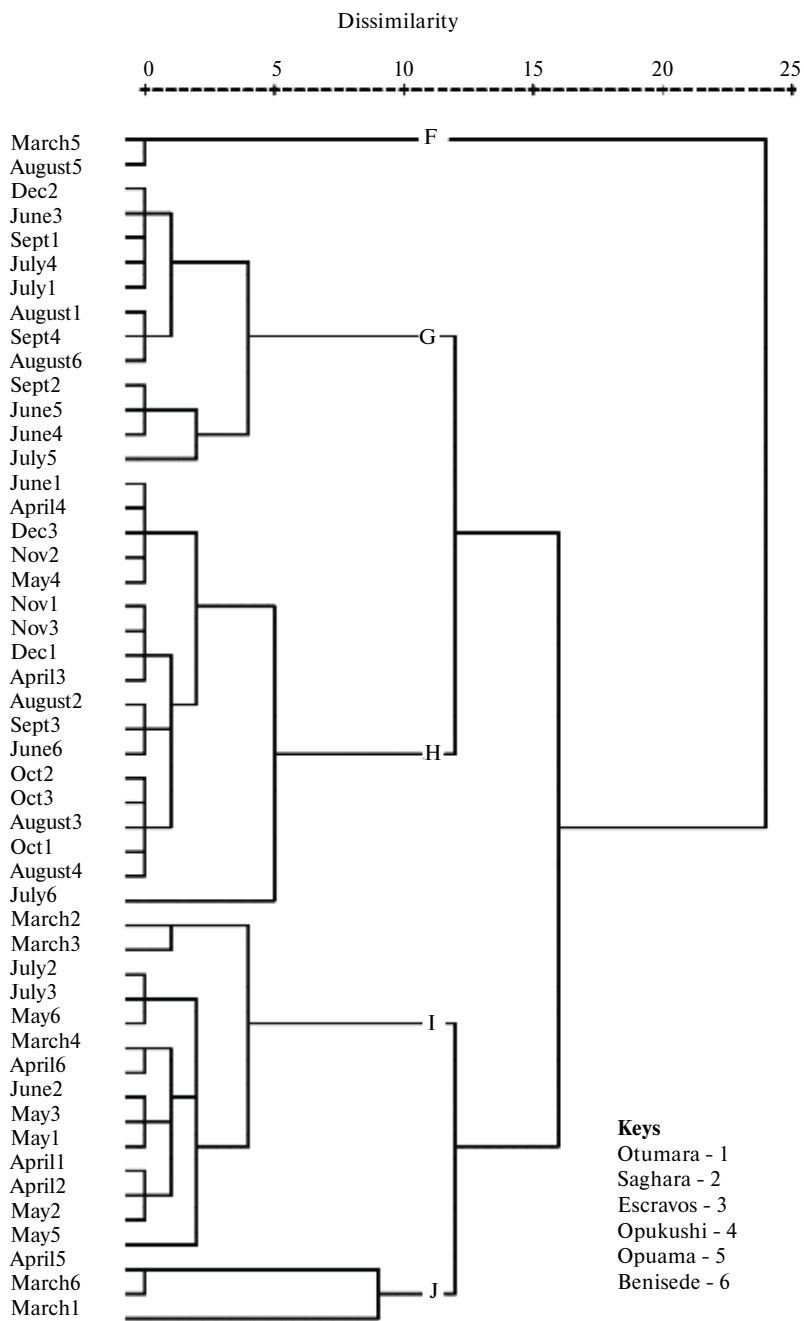 Dissimilarity
0 5 10 15 20 25
March5
F
August5
Dec2
June3
Sept1
July4
July1
August1
Sept4
G
August6
Sept2
June5
June4
July5
June1
April4
Dec3
Nov2
May4
Nov1
Nov3
Dec1
April3
August2
Sept3
June6
H
Oct2
Oct3
August3
Oct1
August4
July6
March2
March3
July2
July3
May6
I
March4
April6
June2
May3
May1
April1
April2
May2
May5
April5
March6
J
March1
Keys
Otumara - 1
Saghara - 2
Escravos - 3
Opukushi - 4
Opuama - 5
Benisede - 6